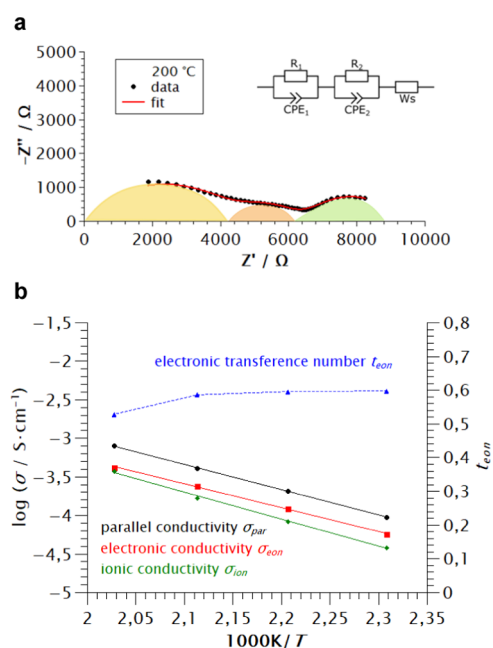 a
5000
4000
3000
2000
1000
0
−Z'' / Ω
200 °C
data
fit
R1
CPE1
R2
CPE2
Ws
0 2000 4000 6000 8000 10000
Z' / Ω
b
−1,5
−2
−2,5
−3
−3,5
−4
−4,5
−5
log (σ / S·cm⁻¹)
electronic transference number teon
parallel conductivity σpar
electronic conductivity σeon
ionic conductivity σion
0,8
0,7
0,6
0,5
0,4
0,3
0,2
0,1
0
teon
2 2,05 2,1 2,15 2,2 2,25 2,3 2,35
1000K/T